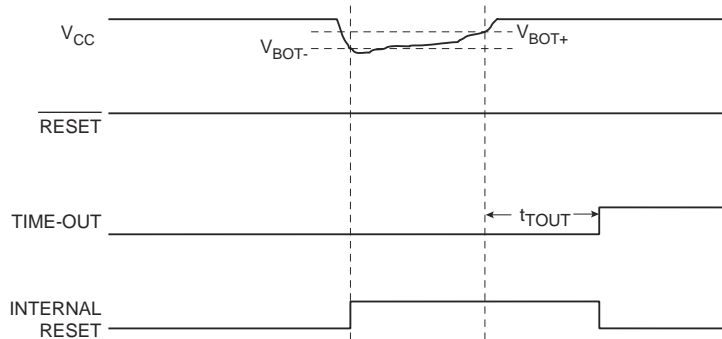 VCC
VBOT-
VBOT+
RESET
TIME-OUT
tTOUT
INTERNAL
RESET